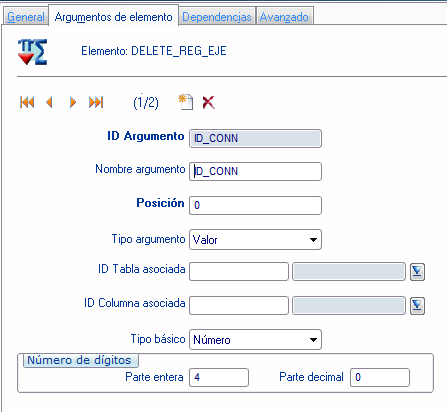 General Argumentos de elemento Dependencias Avanzado
Elemento: DELETE_REG_EJE
(1/2)
ID Argumento ID_CONN
Nombre argumento ID_CONN
Posición 0
Tipo argumento Valor
ID Tabla asociada
ID Columna asociada
Tipo básico Número
Número de dígitos
Parte entera 4 Parte decimal 0